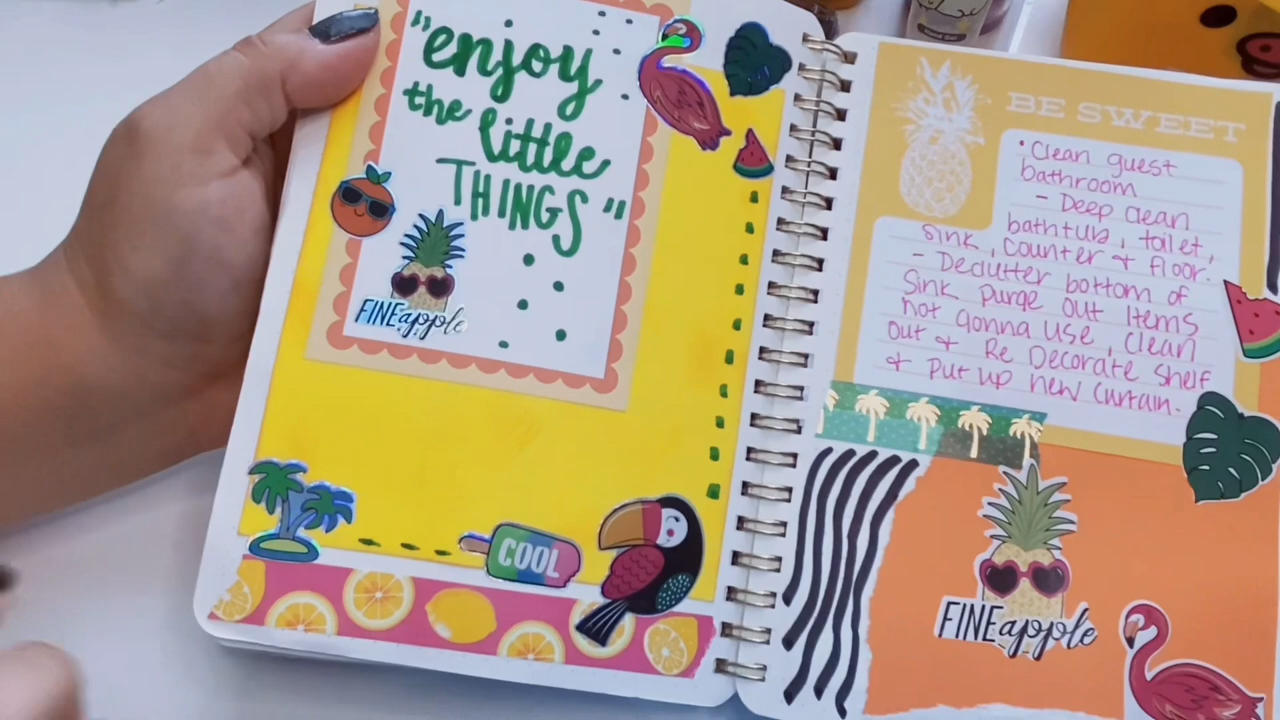 "enjoy
the little
THINGS"
FINEapple
COOL
BE SWEET
• Clean guest
bathroom
- Deep clean
bathtub, toilet,
sink, counter + floor.
- Declutter bottom of
Sink purge out Items
not gonna use, clean
out + Re Decorate Shelf
+ Put up new Curtain.
FINEapple